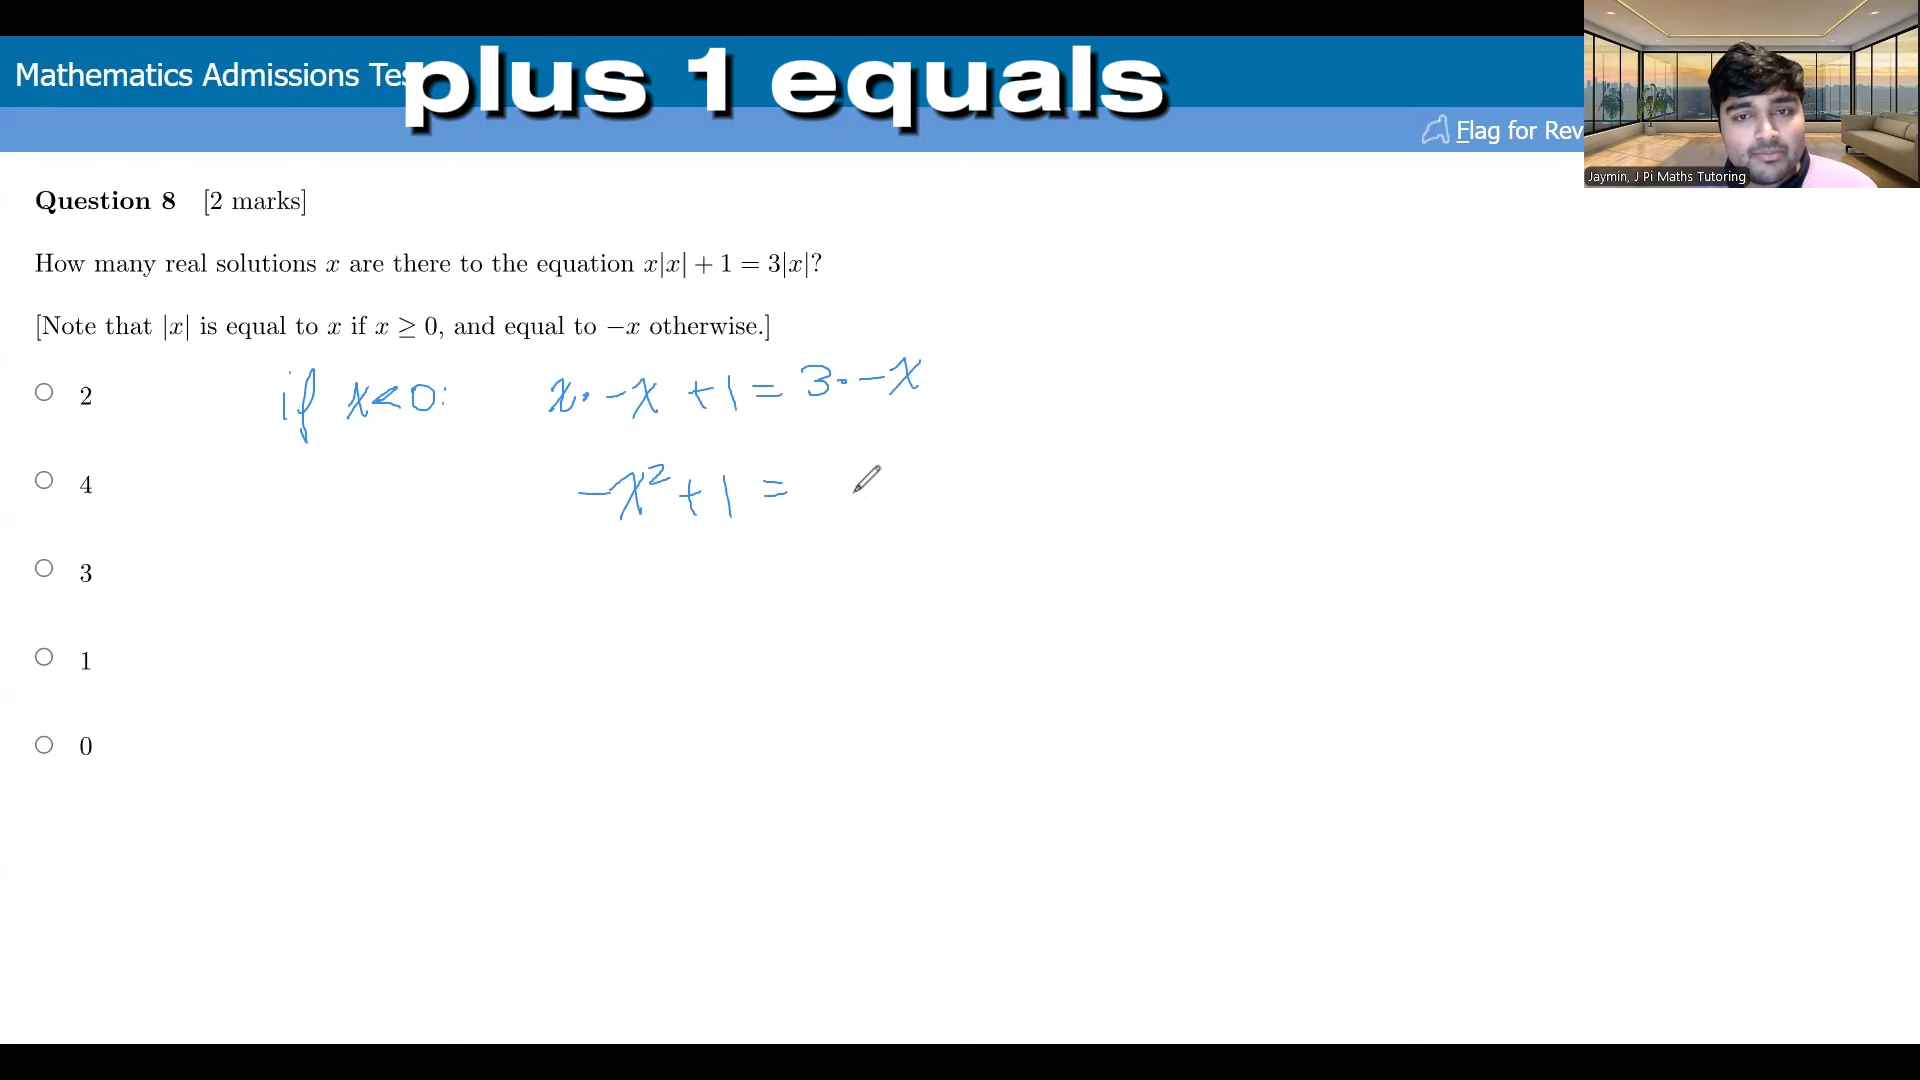 Mathematics Admissions Tes
plus 1 equals
Flag for Rev
Jaymin, J Pi Maths Tutoring
Question 8 [2 marks]
How many real solutions x are there to the equation x|x| + 1 = 3|x|?
[Note that |x| is equal to x if x ≥ 0, and equal to −x otherwise.]
if x<0: x·−x +1 = 3·−x
−x² + 1 =
2
4
3
1
0